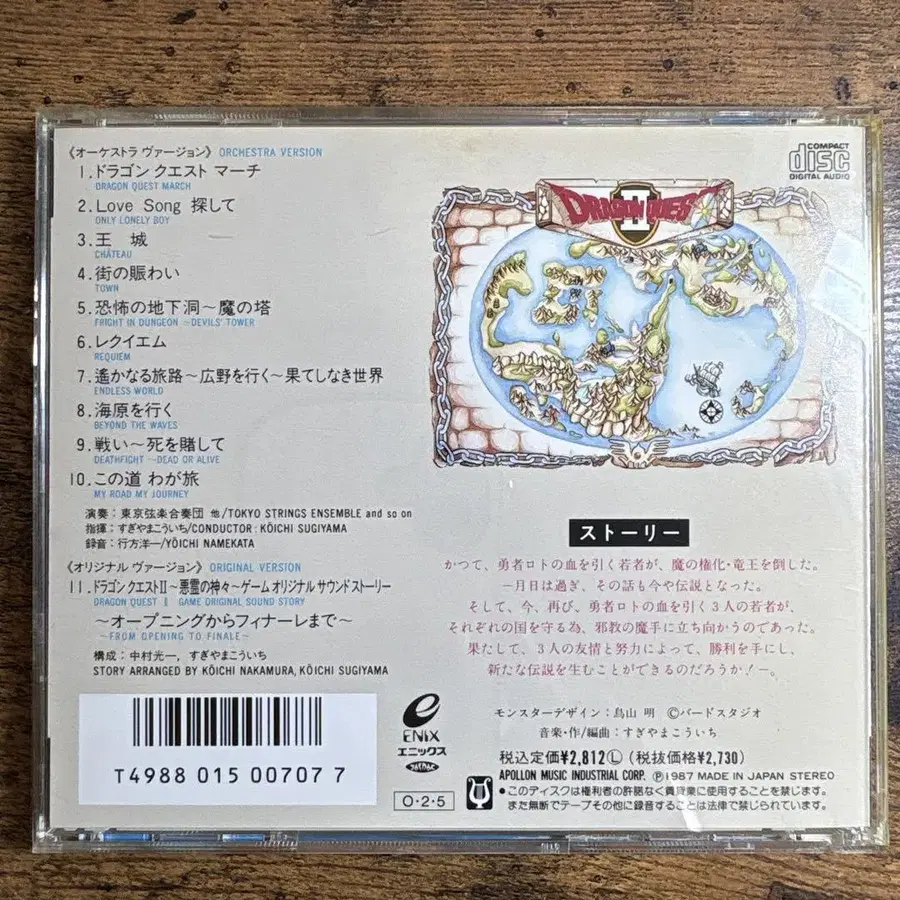 《オーケストラ ヴァージョン》 ORCHESTRA VERSION
1.ドラゴン クエスト マーチ
DRAGON QUEST MARCH
2.Love Song 探して
ONLY LONELY BOY
3.王 城
CHÂTEAU
4.街の賑わい
TOWN
5.恐怖の地下洞～魔の塔
FRIGHT IN DUNGEON ～DEVILS' TOWER
6.レクイエム
REQUIEM
7.遙かなる旅路～広野を行く～果てしなき世界
ENDLESS WORLD
8.海原を行く
BEYOND THE WAVES
9.戦い～死を賭して
DEATHFIGHT ～DEAD OR ALIVE
10.この道 わが旅
MY ROAD MY JOURNEY
演奏：東京弦楽合奏団 他/TOKYO STRINGS ENSEMBLE and so on
指揮：すぎやまこういち/CONDUCTOR：KŌICHI SUGIYAMA
録音：行方洋一/YŌICHI NAMEKATA
《オリジナル ヴァージョン》 ORIGINAL VERSION
11.ドラゴンクエストⅡ～悪霊の神々～ゲームオリジナル サウンドストーリー
DRAGON QUEST Ⅱ GAME ORIGINAL SOUND STORY
～オープニングからフィナーレまで～
～FROM OPENING TO FINALE～
構成：中村光一，すぎやまこういち
STORY ARRANGED BY KŌICHI NAKAMURA, KŌICHI SUGIYAMA
T4988 015 00707 7
e
ENIX
エニックス
O・2・5
COMPACT
disc
DIGITAL AUDIO
DRAGON QUEST
II
ストーリー
かつて、勇者ロトの血を引く若者が、魔の権化・竜王を倒した。
―月日は過ぎ、その話も今や伝説となった。
そして、今、再び、勇者ロトの血を引く３人の若者が、
それぞれの国を守る為、邪教の魔手に立ち向かうのであった。
果たして、３人の友情と努力によって、勝利を手にし、
新たな伝説を生むことができるのだろうか！―。
モンスターデザイン：鳥山 明 Ⓒバードスタジオ
音楽・作/編曲：すぎやまこういち
税込定価¥2,812Ⓛ (税抜価格¥2,730)
APOLLON MUSIC INDUSTRIAL CORP. Ⓟ1987 MADE IN JAPAN STEREO
●このディスクは権利者の許諾なく賃貸業に使用することを禁じます。
また無断でテープその他に録音することは法律で禁じられています。